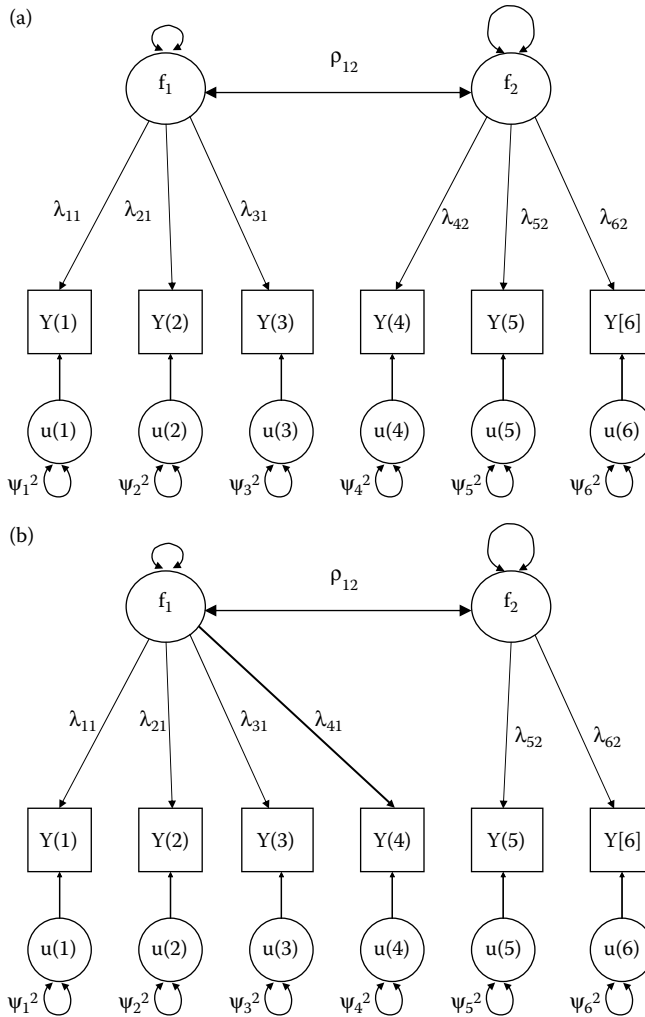 (a)
ρ₁₂
f₁ f₂
λ₁₁ λ₂₁ λ₃₁ λ₄₂ λ₅₂ λ₆₂
Y(1) Y(2) Y(3) Y(4) Y(5) Y[6]
u(1) u(2) u(3) u(4) u(5) u(6)
ψ₁² ψ₂² ψ₃² ψ₄² ψ₅² ψ₆²
(b)
ρ₁₂
f₁ f₂
λ₁₁ λ₂₁ λ₃₁ λ₄₁ λ₅₂ λ₆₂
Y(1) Y(2) Y(3) Y(4) Y(5) Y[6]
u(1) u(2) u(3) u(4) u(5) u(6)
ψ₁² ψ₂² ψ₃² ψ₄² ψ₅² ψ₆²